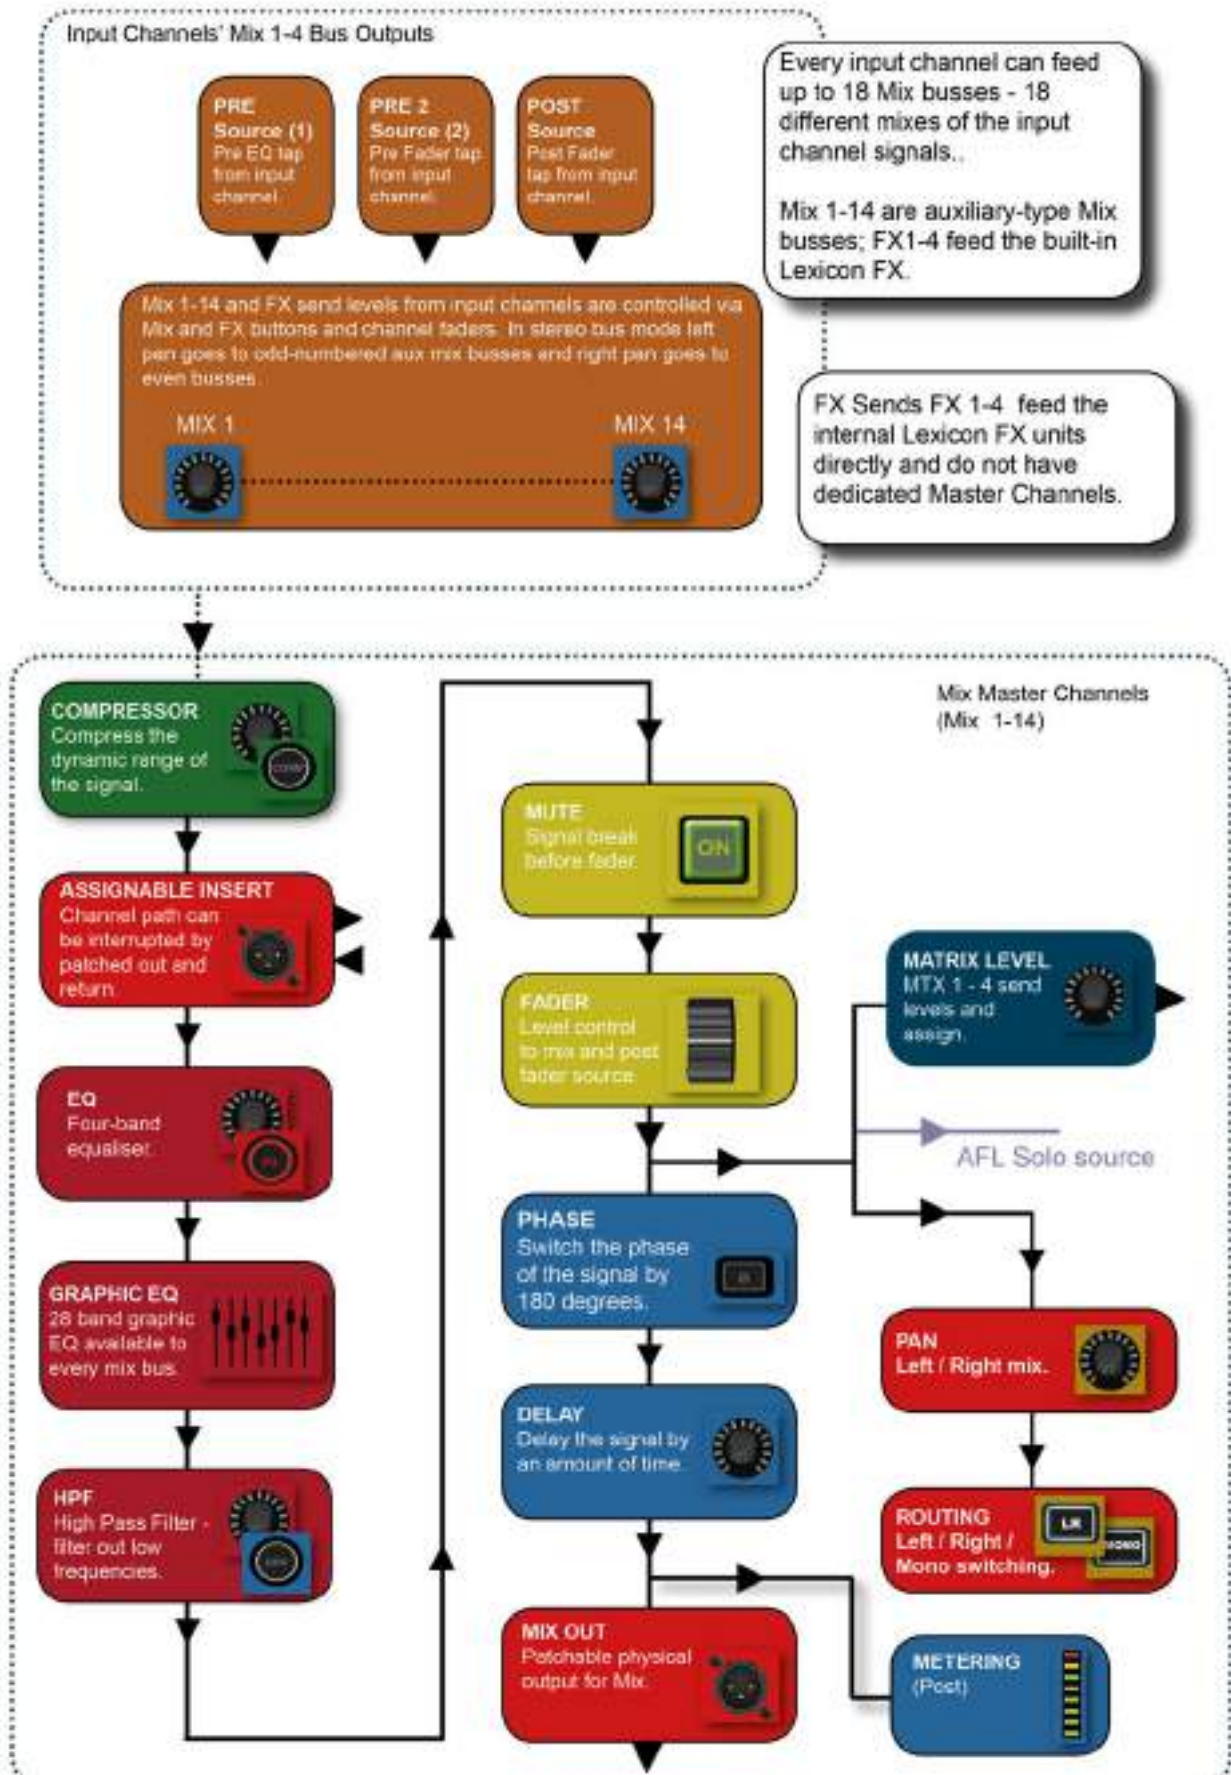 Input Channels' Mix 1-4 Bus Outputs
PRE
Source (1)
Pre EQ tap
from input
channel.
PRE 2
Source (2)
Pre Fader tap
from input
channel.
POST
Source
Post Fader
tap from input
channel.
Every input channel can feed
up to 18 Mix busses - 18
different mixes of the input
channel signals..
Mix 1-14 are auxiliary-type Mix
busses; FX1-4 feed the built-in
Lexicon FX.
Mix 1-14 and FX send levels from input channels are controlled via
Mix and FX buttons and channel faders. In stereo bus mode left
pan goes to odd-numbered aux mix busses and right pan goes to
even busses.
MIX 1
MIX 14
FX Sends FX 1-4 feed the
internal Lexicon FX units
directly and do not have
dedicated Master Channels.
Mix Master Channels
(Mix 1-14)
COMPRESSOR
Compress the
dynamic range of
the signal.
COMP
ASSIGNABLE INSERT
Channel path can
be interrupted by
patched out and
return.
EQ
Four-band
equaliser.
EQ
GRAPHIC EQ
28 band graphic
EQ available to
every mix bus.
HPF
High Pass Filter -
filter out low
frequencies.
MUTE
Signal break
before fader.
ON
FADER
Level control
to mix and post
fader source
MATRIX LEVEL
MTX 1 - 4 send
levels and
assign.
AFL Solo source
PHASE
Switch the phase
of the signal by
180 degrees.
PAN
Left / Right mix.
DELAY
Delay the signal by
an amount of time.
ROUTING
Left / Right /
Mono switching.
LR
MONO
MIX OUT
Patchable physical
output for Mix.
METERING
(Post)